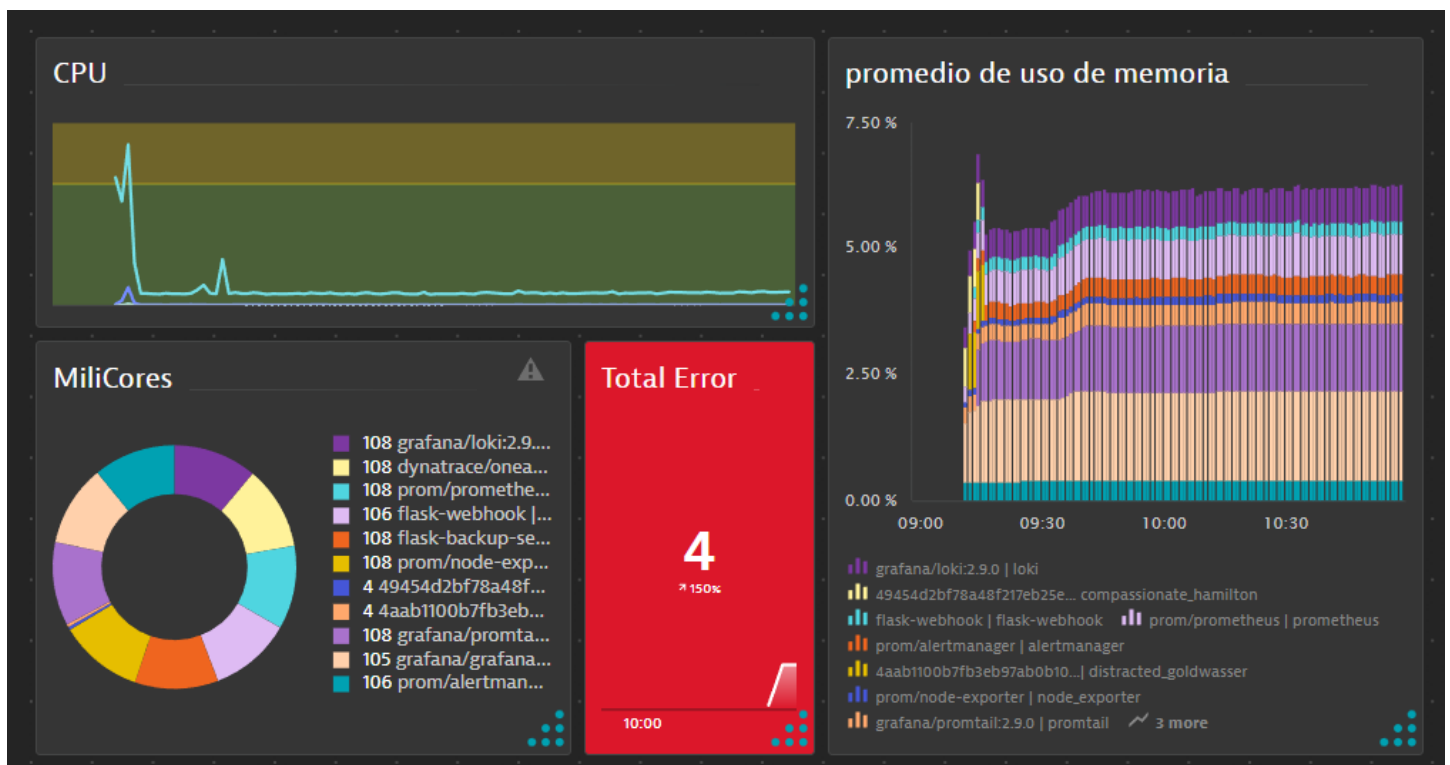 CPU
MiliCores
108 grafana/loki:2.9....
108 dynatrace/onea...
108 prom/promethe...
106 flask-webhook |...
108 flask-backup-se...
108 prom/node-exp...
4 49454d2bf78a48f...
4 4aab1100b7fb3eb...
108 grafana/promta...
105 grafana/grafana...
106 prom/alertman...
Total Error
4
150%
10:00
promedio de uso de memoria
7.50 %
5.00 %
2.50 %
0.00 %
09:00 09:30 10:00 10:30
grafana/loki:2.9.0 | loki
49454d2bf78a48f217eb25e... compassionate_hamilton
flask-webhook | flask-webhook prom/prometheus | prometheus
prom/alertmanager | alertmanager
4aab1100b7fb3eb97ab0b10...| distracted_goldwasser
prom/node-exporter | node_exporter
grafana/promtail:2.9.0 | promtail 3 more